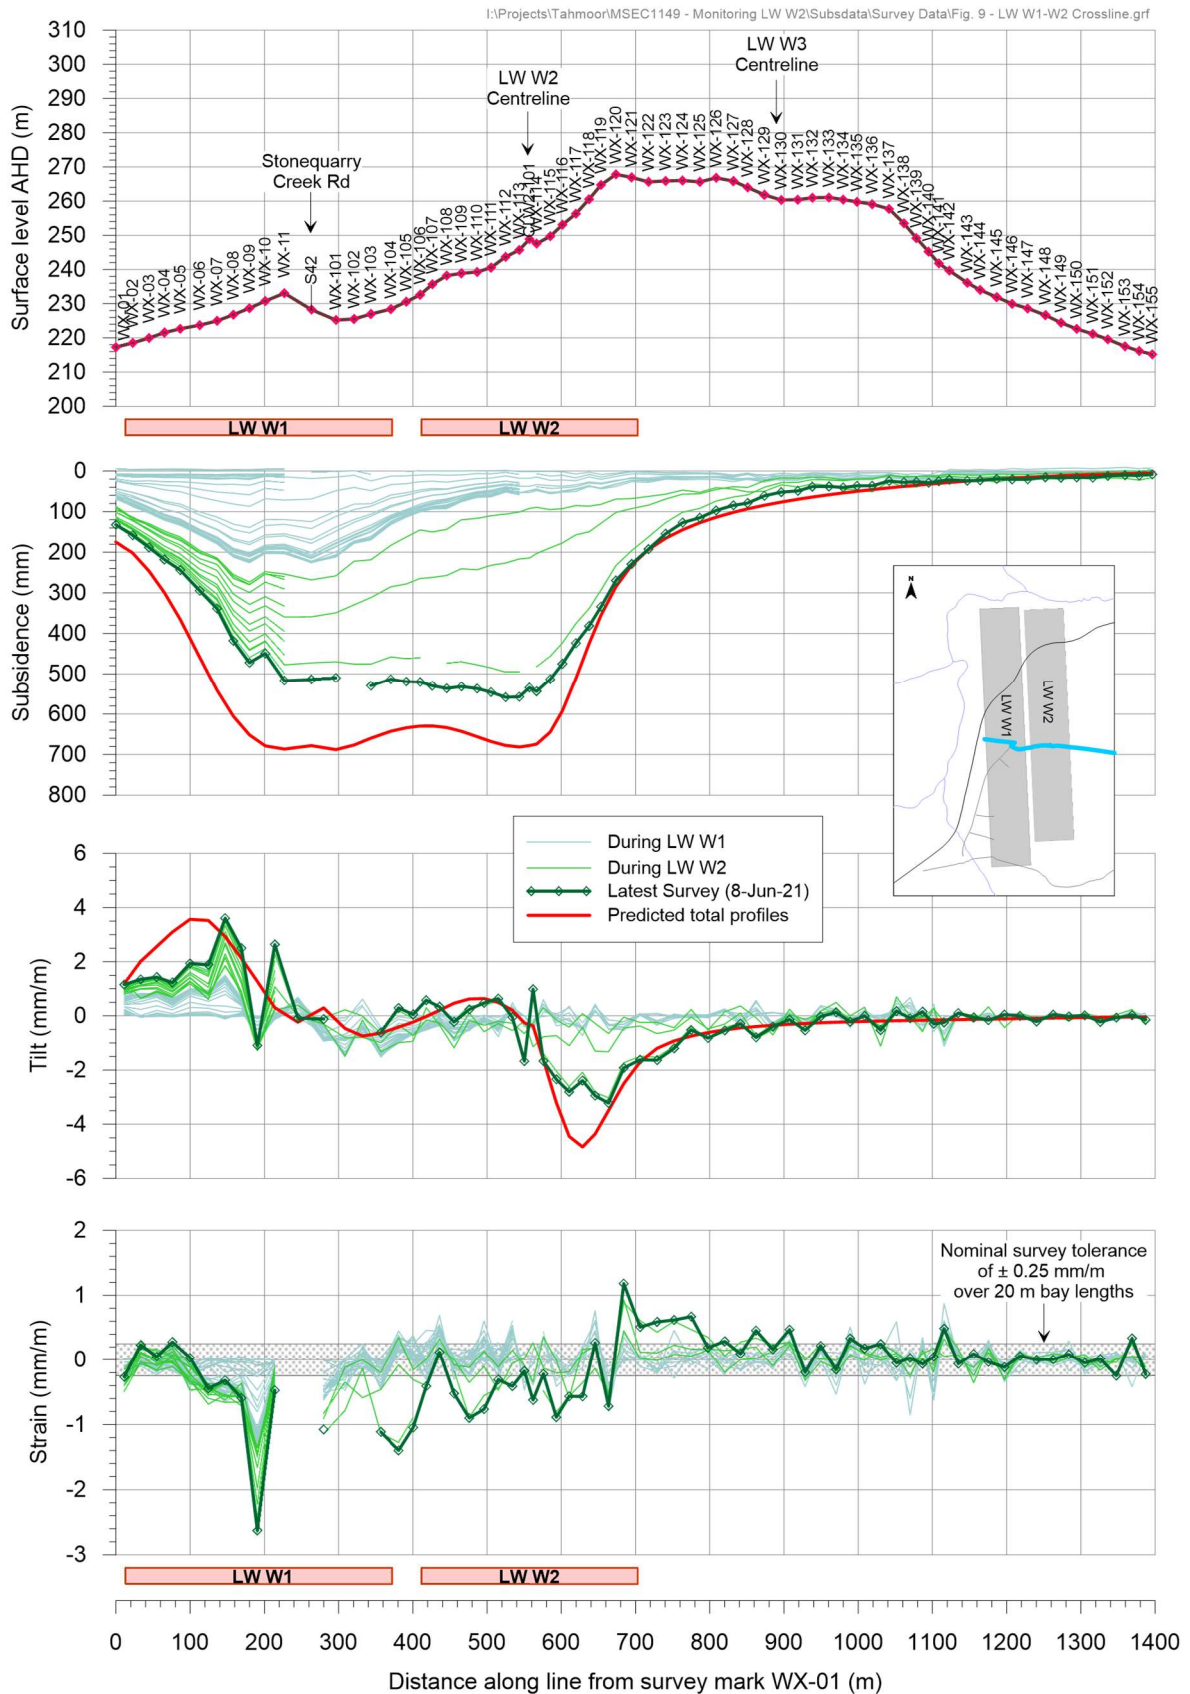 I:\Projects\Tahmoor\MSEC1149 - Monitoring LW W2\Subsdata\Survey Data\Fig. 9 - LW W1-W2 Crossline.grf
310
300
290
280
270
260
250
240
230
220
210
200
Surface level AHD (m)
Stonequarry
Creek Rd
LW W2
Centreline
LW W3
Centreline
WX-01
WX-02
WX-03
WX-04
WX-05
WX-06
WX-07
WX-08
WX-09
WX-10
WX-11
S42
WX-101
WX-102
WX-103
WX-104
WX-105
WX-106
WX-107
WX-108
WX-109
WX-110
WX-111
WX-112
WX-113
WX-114
WX-115
WX-116
WX-117
WX-118
WX-119
WX-120
WX-121
WX-122
WX-123
WX-124
WX-125
WX-126
WX-127
WX-128
WX-129
WX-130
WX-131
WX-132
WX-133
WX-134
WX-135
WX-136
WX-137
WX-138
WX-139
WX-140
WX-141
WX-142
WX-143
WX-144
WX-145
WX-146
WX-147
WX-148
WX-149
WX-150
WX-151
WX-152
WX-153
WX-154
WX-155
LW W1
LW W2
0
100
200
300
400
500
600
700
800
Subsidence (mm)
N
LW W1
LW W2
6
4
2
0
-2
-4
-6
Tilt (mm/m)
During LW W1
During LW W2
Latest Survey (8-Jun-21)
Predicted total profiles
2
1
0
-1
-2
-3
Strain (mm/m)
Nominal survey tolerance
of ± 0.25 mm/m
over 20 m bay lengths
LW W1
LW W2
0 100 200 300 400 500 600 700 800 900 1000 1100 1200 1300 1400
Distance along line from survey mark WX-01 (m)